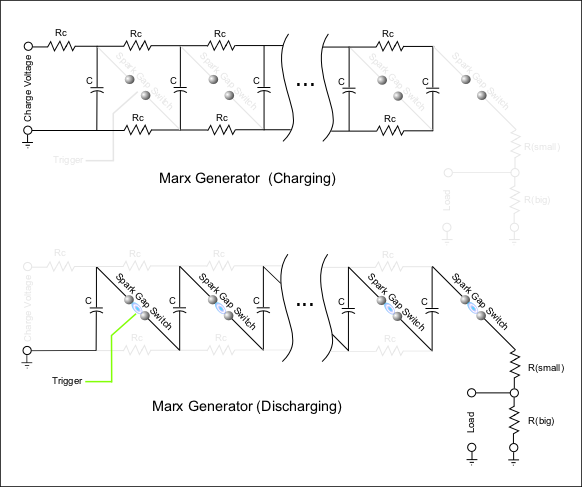 Rc Rc Rc Rc
Charge Voltage
C Spark Gap Switch C Spark Gap Switch C ... C Spark Gap Switch C Spark Gap Switch
Rc Rc Rc
Trigger
R(small)
Marx Generator (Charging)
Load
R(big)
Rc Rc Rc Rc
Charge Voltage
C Spark Gap Switch C Spark Gap Switch C ... C Spark Gap Switch C Spark Gap Switch
Rc Rc Rc
Trigger
R(small)
Marx Generator (Discharging)
Load
R(big)